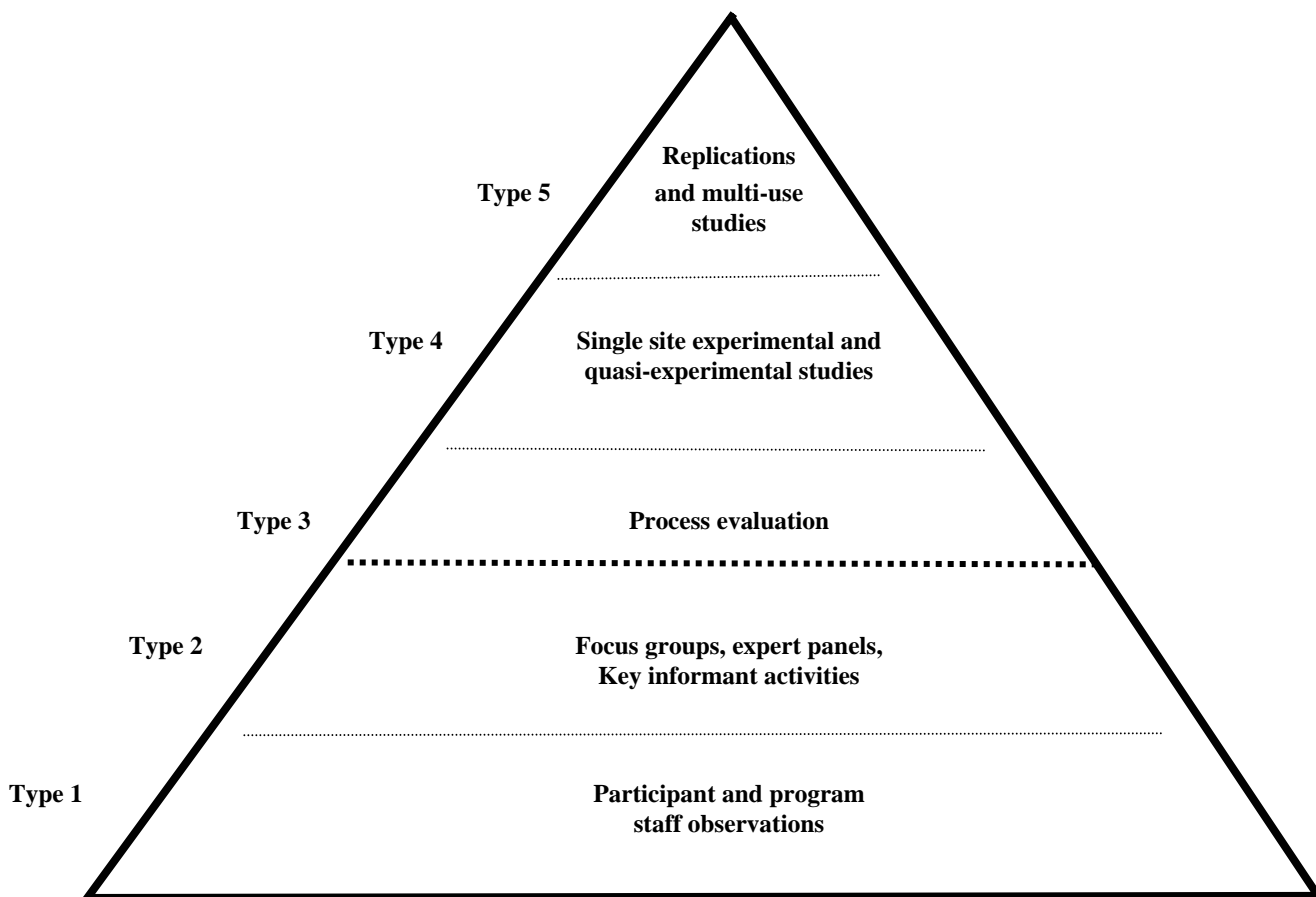 Type 5
Replications
and multi-use
studies
Type 4
Single site experimental and
quasi-experimental studies
Type 3
Process evaluation
Type 2
Focus groups, expert panels,
Key informant activities
Type 1
Participant and program
staff observations